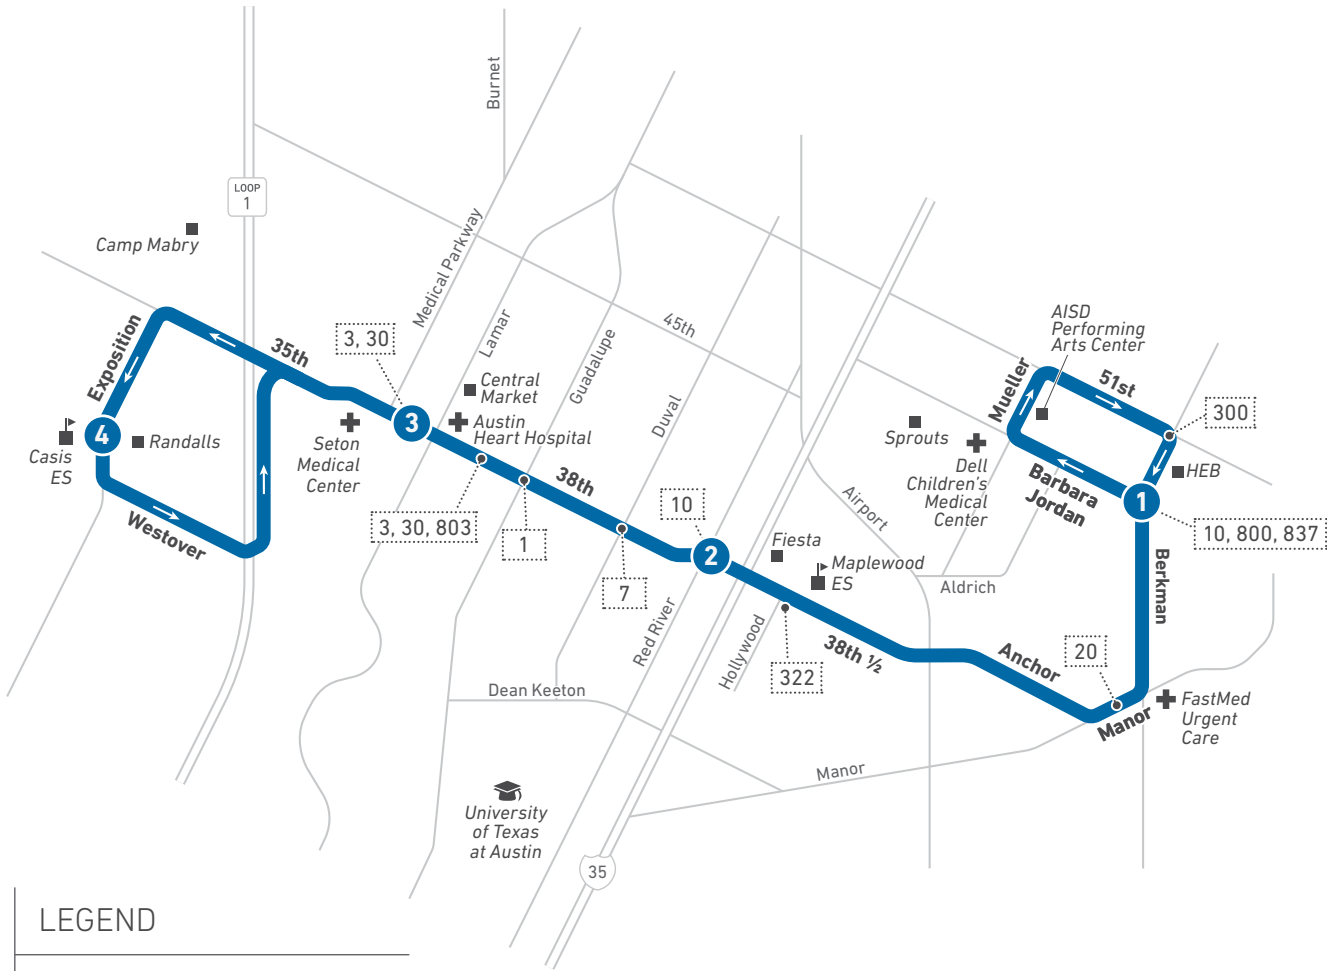 Burnet
LOOP
1
Camp Mabry
Medical Parkway
Lamar
Guadalupe
45th
Duval
AISD
Performing
Arts Center
Exposition
35th
3, 30
Central
Market
Austin
Heart Hospital
Mueller
51st
300
Sprouts
Dell
Children's
Medical
Center
HEB
4
Casis
ES
Randalls
Seton
Medical
Center
3
38th
Westover
3, 30, 803
1
7
10
2
Airport
Barbara
Jordan
1
10, 800, 837
Fiesta
Maplewood
ES
Aldrich
Berkman
Red River
Hollywood
322
38th ½
Anchor
20
Manor
FastMed
Urgent
Care
Dean Keeton
Manor
University
of Texas
at Austin
35
LEGEND